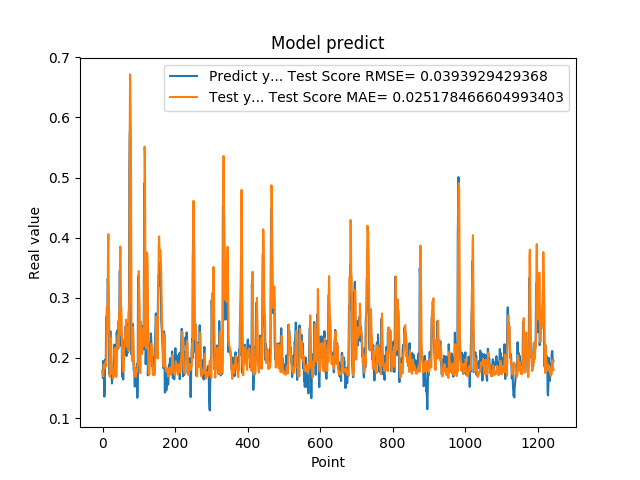 Model predict
Predict y... Test Score RMSE= 0.0393929429368
Test y... Test Score MAE= 0.025178466604993403
Real value
0.7
0.6
0.5
0.4
0.3
0.2
0.1
0 200 400 600 800 1000 1200
Point